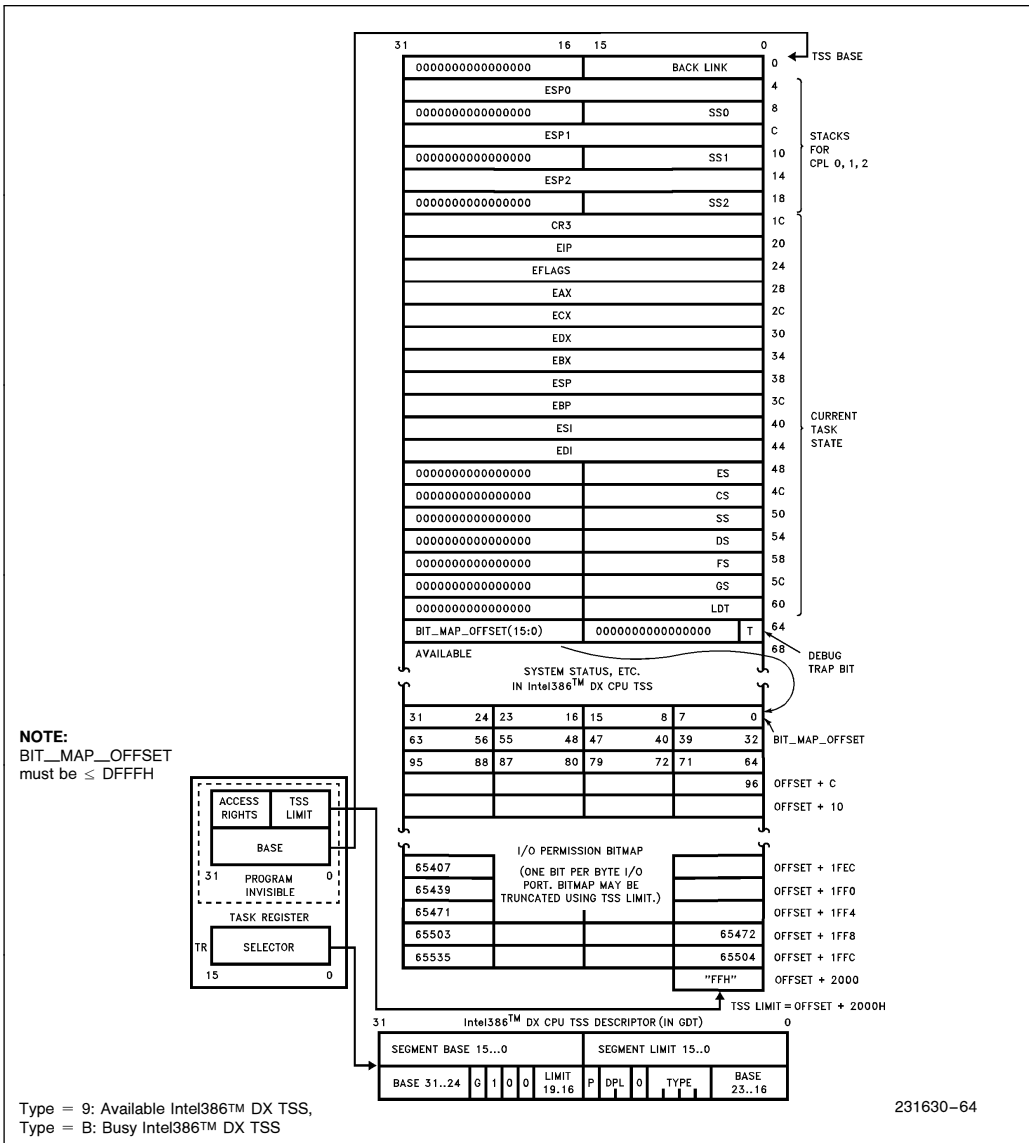 31 16 15 0
0000000000000000 BACK LINK 0 TSS BASE
ESP0 4
0000000000000000 SS0 8
ESP1 C
0000000000000000 SS1 10
ESP2 14
0000000000000000 SS2 18
STACKS
FOR
CPL 0, 1, 2
CR3 1C
EIP 20
EFLAGS 24
EAX 28
ECX 2C
EDX 30
EBX 34
ESP 38
EBP 3C
ESI 40
EDI 44
CURRENT
TASK
STATE
0000000000000000 ES 48
0000000000000000 CS 4C
0000000000000000 SS 50
0000000000000000 DS 54
0000000000000000 FS 58
0000000000000000 GS 5C
0000000000000000 LDT 60
BIT_MAP_OFFSET(15:0) 0000000000000000 T 64
AVAILABLE 68
DEBUG
TRAP BIT
SYSTEM STATUS, ETC.
IN Intel386™ DX CPU TSS
31 24 23 16 15 8 7 0
BIT_MAP_OFFSET
63 56 55 48 47 40 39 32
95 88 87 80 79 72 71 64
96 OFFSET + C
OFFSET + 10
NOTE:
BIT__MAP__OFFSET
must be ≤ DFFFH
ACCESS
RIGHTS
TSS
LIMIT
BASE
31 0
PROGRAM
INVISIBLE
TASK REGISTER
TR SELECTOR
15 0
I/O PERMISSION BITMAP
(ONE BIT PER BYTE I/O
PORT. BITMAP MAY BE
TRUNCATED USING TSS LIMIT.)
65407 OFFSET + 1FEC
65439 OFFSET + 1FF0
65471 OFFSET + 1FF4
65503 65472 OFFSET + 1FF8
65535 65504 OFFSET + 1FFC
"FFH" OFFSET + 2000
TSS LIMIT = OFFSET + 2000H
31 Intel386™ DX CPU TSS DESCRIPTOR (IN GDT) 0
SEGMENT BASE 15...0 SEGMENT LIMIT 15..0
BASE 31..24 G 1 0 0 LIMIT
19.16 P DPL 0 TYPE BASE
23..16
Type = 9: Available Intel386™ DX TSS,
Type = B: Busy Intel386™ DX TSS
231630–64